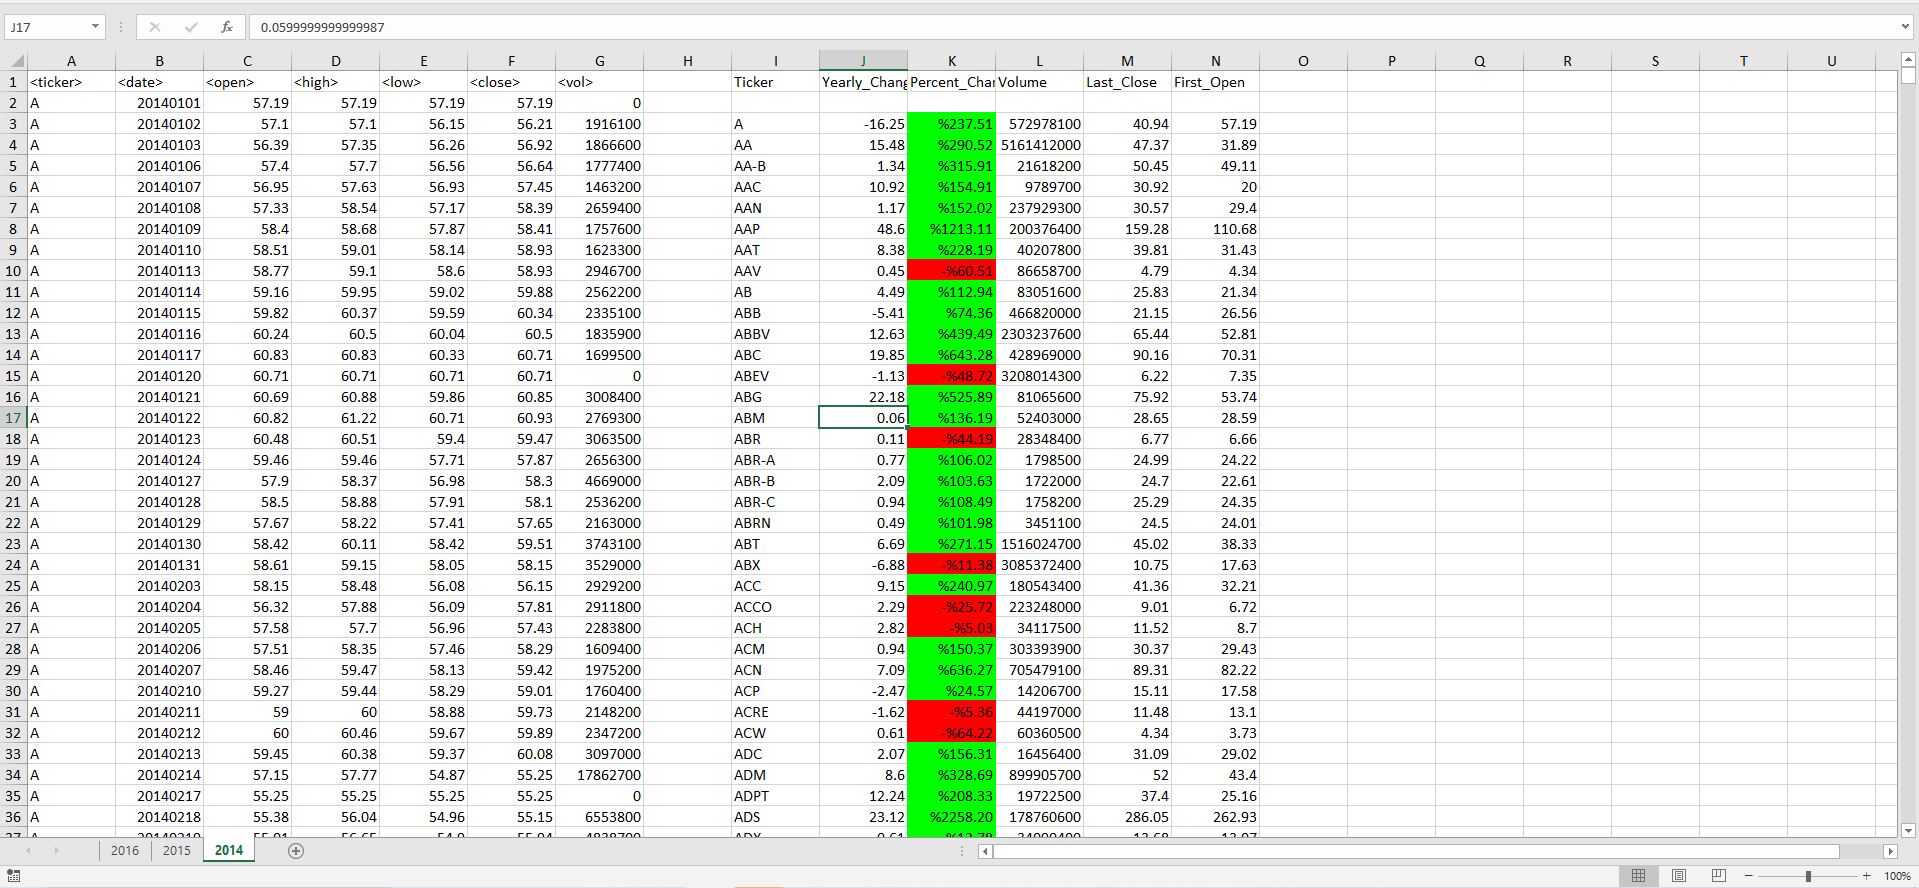 J17 fx 0.0599999999999987
A B C D E F G H I J K L M N O P Q R S T U
1 <ticker> <date> <open> <high> <low> <close> <vol> Ticker Yearly_Chang Percent_Chan Volume Last_Close First_Open
2 A 20140101 57.19 57.19 57.19 57.19 0
3 A 20140102 57.1 57.1 56.15 56.21 1916100 A -16.25 %237.51 572978100 40.94 57.19
4 A 20140103 56.39 57.35 56.26 56.92 1866600 AA 15.48 %290.52 5161412000 47.37 31.89
5 A 20140106 57.4 57.7 56.56 56.64 1777400 AA-B 1.34 %315.91 21618200 50.45 49.11
6 A 20140107 56.95 57.63 56.93 57.45 1463200 AAC 10.92 %154.91 9789700 30.92 20
7 A 20140108 57.33 58.54 57.17 58.39 2659400 AAN 1.17 %152.02 237929300 30.57 29.4
8 A 20140109 58.4 58.68 57.87 58.41 1757600 AAP 48.6 %1213.11 200376400 159.28 110.68
9 A 20140110 58.51 59.01 58.14 58.93 1623300 AAT 8.38 %228.19 40207800 39.81 31.43
10 A 20140113 58.77 59.1 58.6 58.93 2946700 AAV 0.45 -%60.51 86658700 4.79 4.34
11 A 20140114 59.16 59.95 59.02 59.88 2562200 AB 4.49 %112.94 83051600 25.83 21.34
12 A 20140115 59.82 60.37 59.59 60.34 2335100 ABB -5.41 %74.36 466820000 21.15 26.56
13 A 20140116 60.24 60.5 60.04 60.5 1835900 ABBV 12.63 %439.49 2303237600 65.44 52.81
14 A 20140117 60.83 60.83 60.33 60.71 1699500 ABC 19.85 %643.28 428969000 90.16 70.31
15 A 20140120 60.71 60.71 60.71 60.71 0 ABEV -1.13 -%48.72 3208014300 6.22 7.35
16 A 20140121 60.69 60.88 59.86 60.85 3008400 ABG 22.18 %525.89 81065600 75.92 53.74
17 A 20140122 60.82 61.22 60.71 60.93 2769300 ABM 0.06 %136.19 52403000 28.65 28.59
18 A 20140123 60.48 60.51 59.4 59.47 3063500 ABR 0.11 -%44.19 28348400 6.77 6.66
19 A 20140124 59.46 59.46 57.71 57.87 2656300 ABR-A 0.77 %106.02 1798500 24.99 24.22
20 A 20140127 57.9 58.37 56.98 58.3 4669000 ABR-B 2.09 %103.63 1722000 24.7 22.61
21 A 20140128 58.5 58.88 57.91 58.1 2536200 ABR-C 0.94 %108.49 1758200 25.29 24.35
22 A 20140129 57.67 58.22 57.41 57.65 2163000 ABRN 0.49 %101.98 3451100 24.5 24.01
23 A 20140130 58.42 60.11 58.42 59.51 3743100 ABT 6.69 %271.15 1516024700 45.02 38.33
24 A 20140131 58.61 59.15 58.05 58.15 3529000 ABX -6.88 -%11.38 3085372400 10.75 17.63
25 A 20140203 58.15 58.48 56.08 56.15 2929200 ACC 9.15 %240.97 180543400 41.36 32.21
26 A 20140204 56.32 57.88 56.09 57.81 2911800 ACCO 2.29 -%25.72 223248000 9.01 6.72
27 A 20140205 57.58 57.7 56.96 57.43 2283800 ACH 2.82 -%5.03 34117500 11.52 8.7
28 A 20140206 57.51 58.35 57.46 58.29 1609400 ACM 0.94 %150.37 303393900 30.37 29.43
29 A 20140207 58.46 59.47 58.13 59.42 1975200 ACN 7.09 %636.27 705479100 89.31 82.22
30 A 20140210 59.27 59.44 58.29 59.01 1760400 ACP -2.47 %24.57 14206700 15.11 17.58
31 A 20140211 59 60 58.88 59.73 2148200 ACRE -1.62 -%5.36 44197000 11.48 13.1
32 A 20140212 60 60.46 59.67 59.89 2347200 ACW 0.61 -%64.22 60360500 4.34 3.73
33 A 20140213 59.45 60.38 59.37 60.08 3097000 ADC 2.07 %156.31 16456400 31.09 29.02
34 A 20140214 57.15 57.77 54.87 55.25 17862700 ADM 8.6 %328.69 899905700 52 43.4
35 A 20140217 55.25 55.25 55.25 55.25 0 ADPT 12.24 %208.33 19722500 37.4 25.16
36 A 20140218 55.38 56.04 54.96 55.15 6553800 ADS 23.12 %2258.20 178760600 286.05 262.93
2016 2015 2014
100%